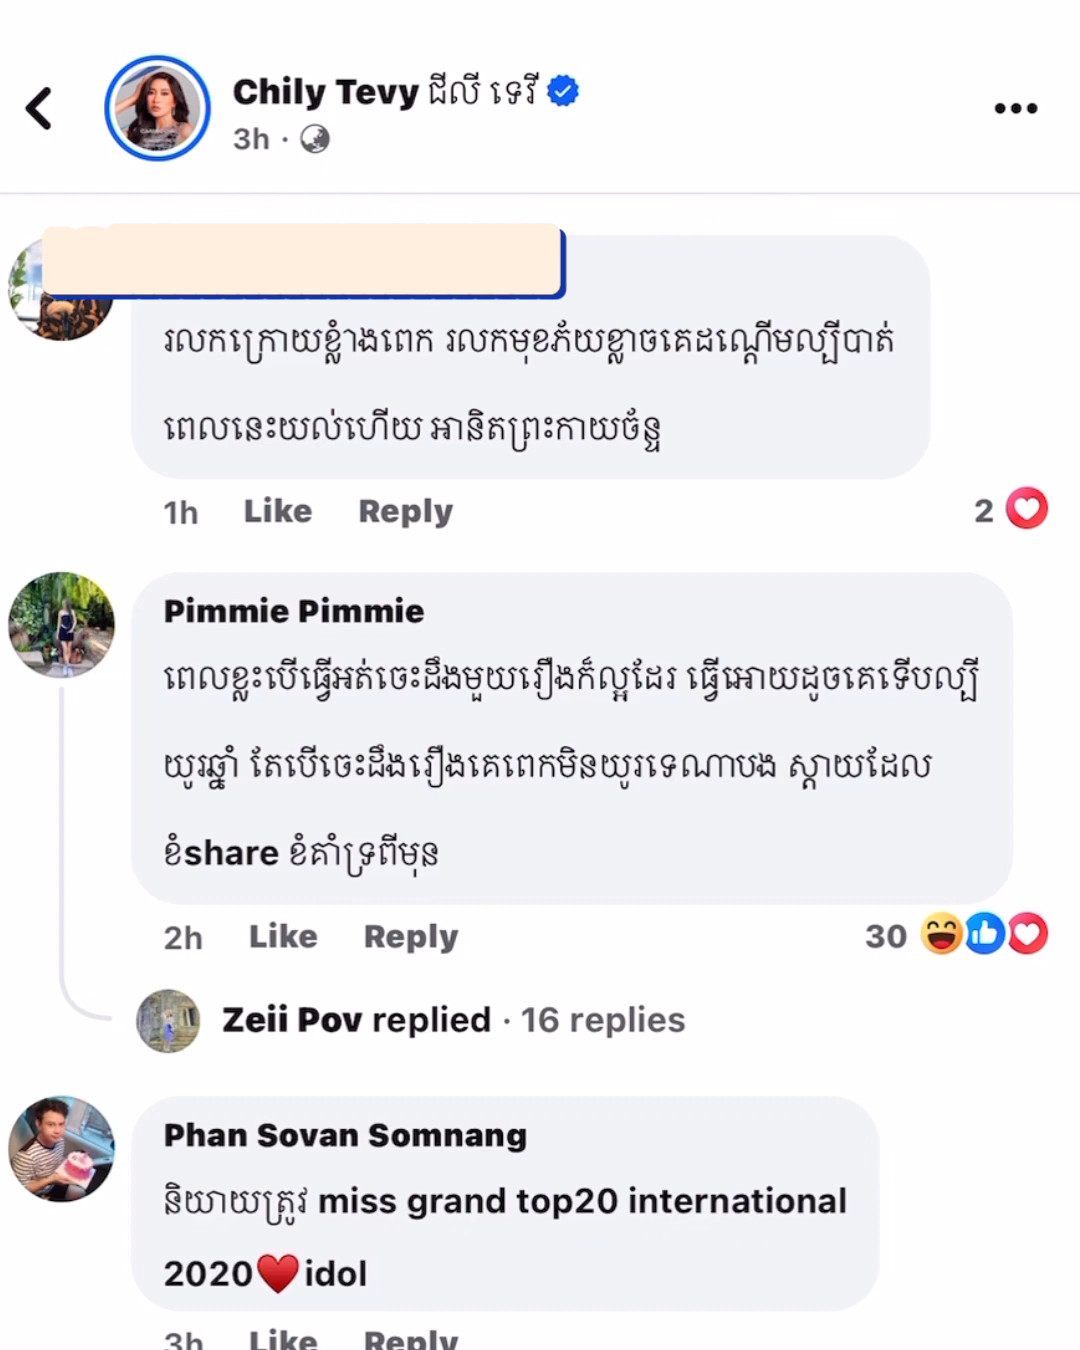 Chily Tevy ជីលី ទេវី
3h ·
រលកក្រោយខ្លំាងពេក រលកមុខភ័យខ្លាចគេដណ្តើមល្បីបាត់
ពេលនេះយល់ហើយ អានិតព្រះកាយច័ន្ទ
1h Like Reply 2
Pimmie Pimmie
ពេលខ្លះបើធ្វើអត់ចេះដឹងមួយរឿងក៏ល្អដែរ ធ្វើអោយដូចគេទើបល្បី
យូរឆ្នាំ តែបើចេះដឹងរឿងគេពេកមិនយូរទេណាបង ស្តាយដែល
ខំshare ខំគាំទ្រពីមុន
2h Like Reply 30
Zeii Pov replied · 16 replies
Phan Sovan Somnang
និយាយត្រូវ miss grand top20 international
2020❤️idol
3h Like Reply